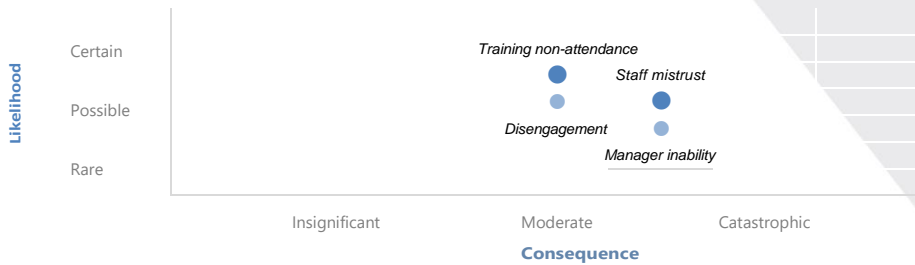 Training non-attendance
Certain
Staff mistrust
Likelihood
Possible
Disengagement
Manager inability
Rare
Insignificant
Moderate
Catastrophic
Consequence